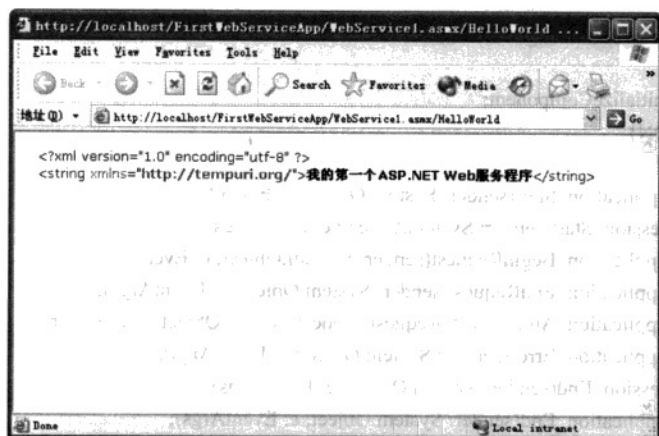 http://localhost/FirstWebServiceApp/WebService1.asmx/HelloWorld ...
File Edit View Favorites Tools Help
Back Search Favorites Media
地址(D) http://localhost/FirstWebServiceApp/WebService1.asmx/HelloWorld Go
<?xml version="1.0" encoding="utf-8" ?>
<string xmlns="http://tempuri.org/">我的第一个ASP.NET Web服务程序</string>
Done Local intranet